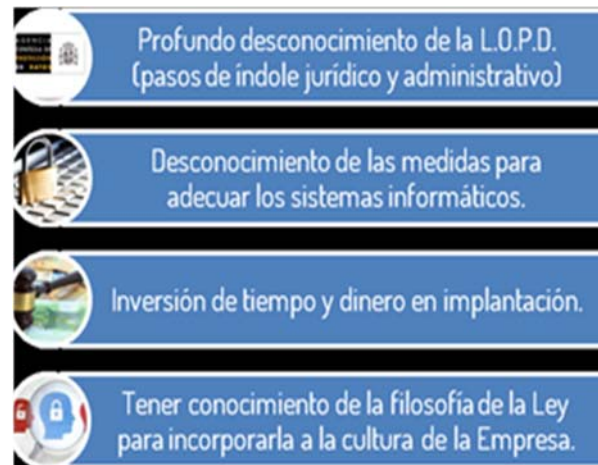 Profundo desconocimiento de la L.O.P.D.
(pasos de índole jurídico y administrativo)
Desconocimiento de las medidas para
adecuar los sistemas informáticos.
Inversión de tiempo y dinero en implantación.
Tener conocimiento de la filosofía de la Ley
para incorporarla a la cultura de la Empresa.